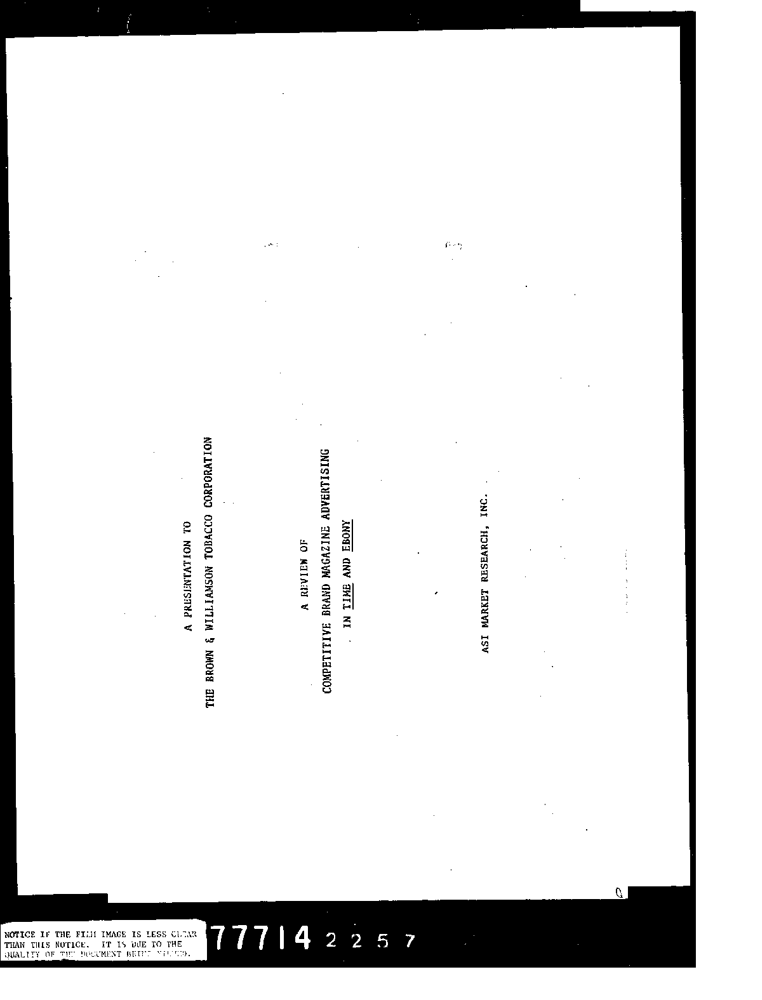 A PRESENTATION TO
THE BROWN & WILLIAMSON TOBACCO CORPORATION
A REVIEW OF
COMPETITIVE BRAND MAGAZINE ADVERTISING
IN TIME AND EBONY
ASI MARKET RESEARCH, INC.
NOTICE IF THE FILM IMAGE IS LESS CLEAR
THAN THIS NOTICE. IT IS DUE TO THE
QUALITY OF THE DOCUMENT BEING
77714 2257